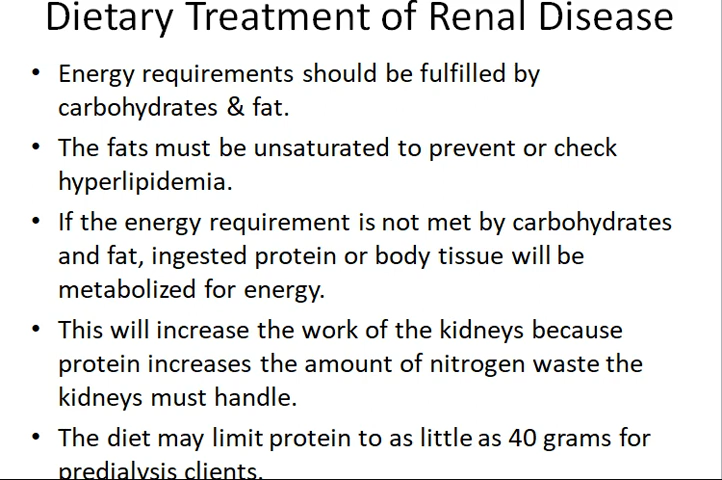 Dietary Treatment of Renal Disease
• Energy requirements should be fulfilled by
carbohydrates & fat.
• The fats must be unsaturated to prevent or check
hyperlipidemia.
• If the energy requirement is not met by carbohydrates
and fat, ingested protein or body tissue will be
metabolized for energy.
• This will increase the work of the kidneys because
protein increases the amount of nitrogen waste the
kidneys must handle.
• The diet may limit protein to as little as 40 grams for
predialysis clients.